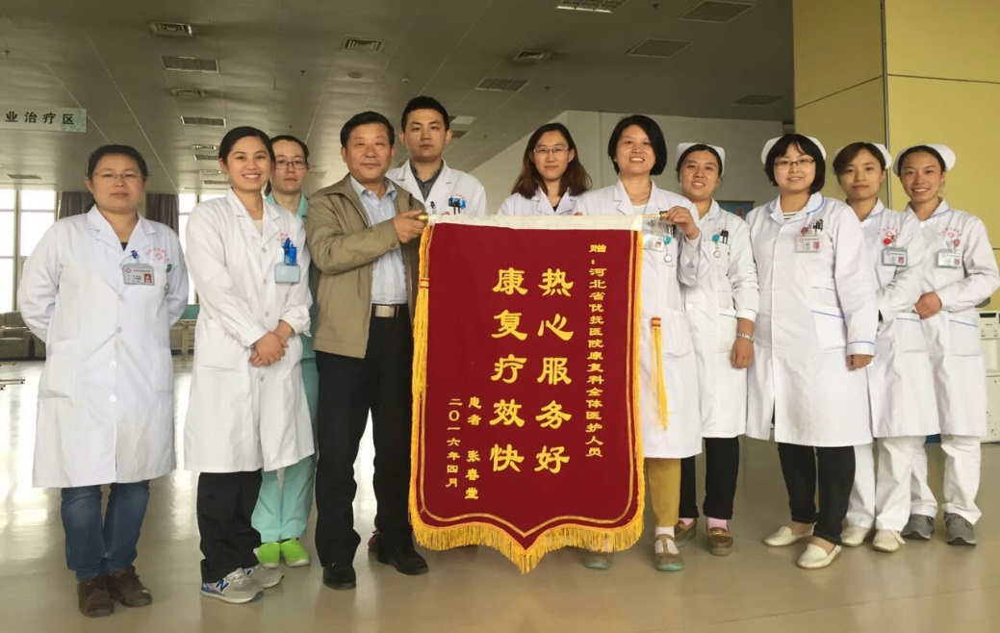 业治疗区
赠:河北省优抚医院康复科全体医护人员
热心服务好
康复疗效快
患者 张春堂
二〇一六年四月